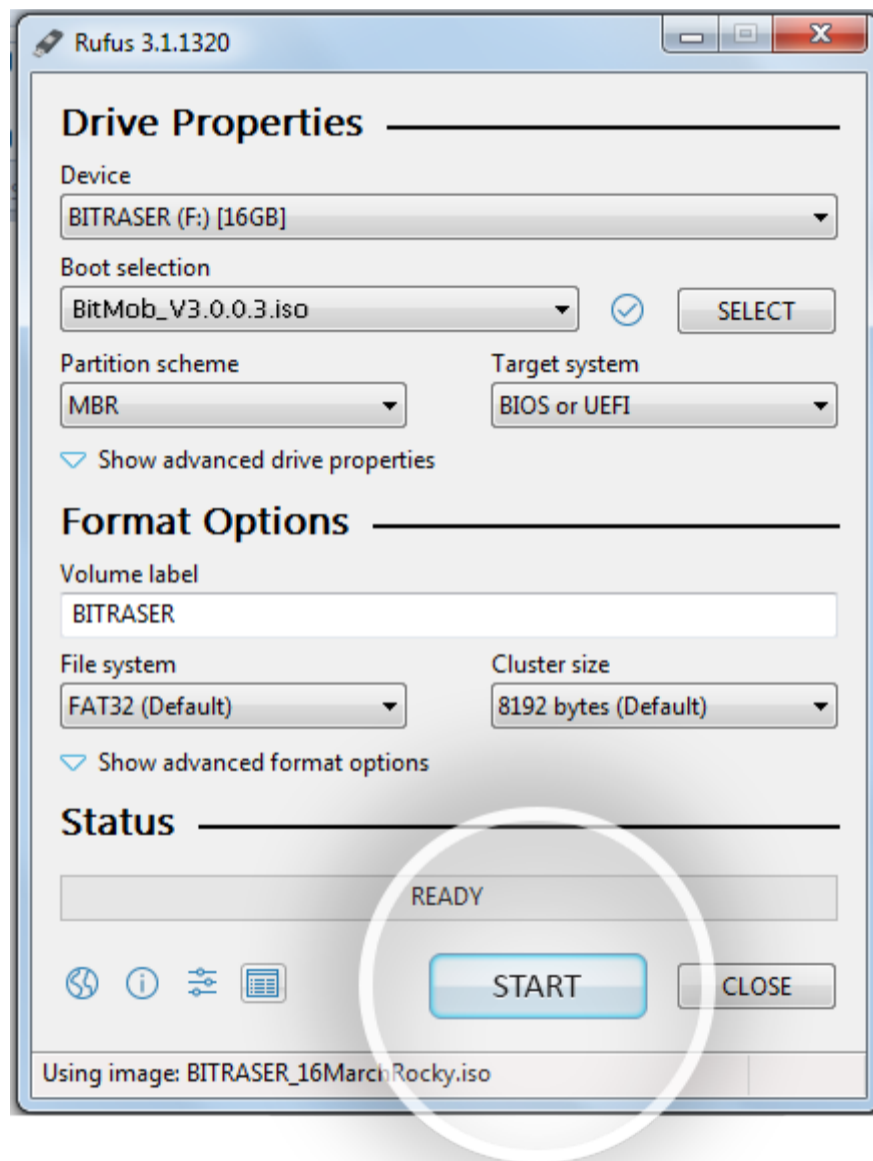 Rufus 3.1.1320
Drive Properties
Device
BITRASER (F:) [16GB]
Boot selection
BitMob_V3.0.0.3.iso
SELECT
Partition scheme
Target system
MBR
BIOS or UEFI
Show advanced drive properties
Format Options
Volume label
BITRASER
File system
Cluster size
FAT32 (Default)
8192 bytes (Default)
Show advanced format options
Status
READY
START
CLOSE
Using image: BITRASER_16MarchRocky.iso